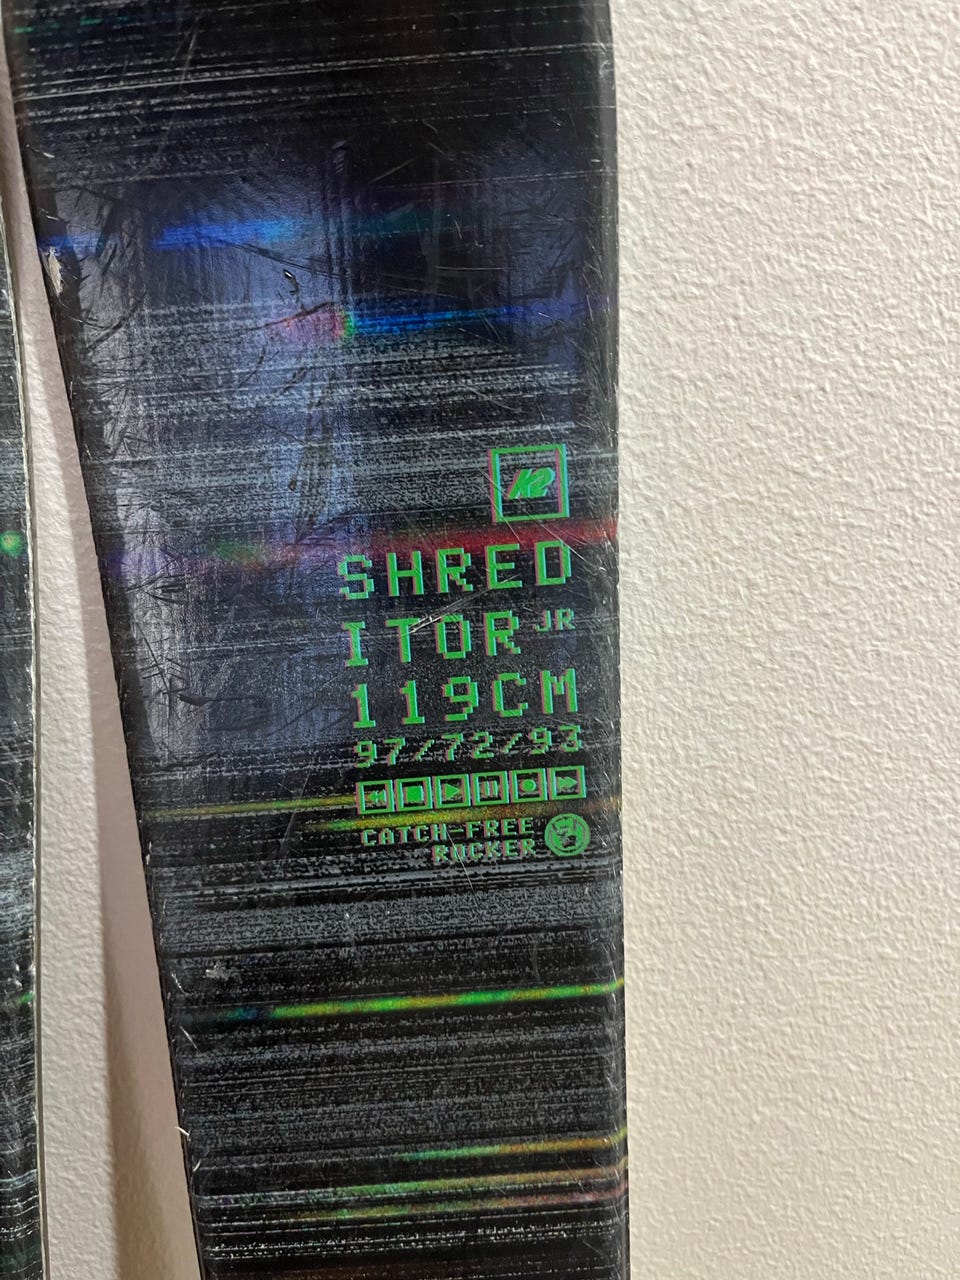 K2
SHRED
ITOR JR
119CM
97/72/93
CATCH-FREE
ROCKER